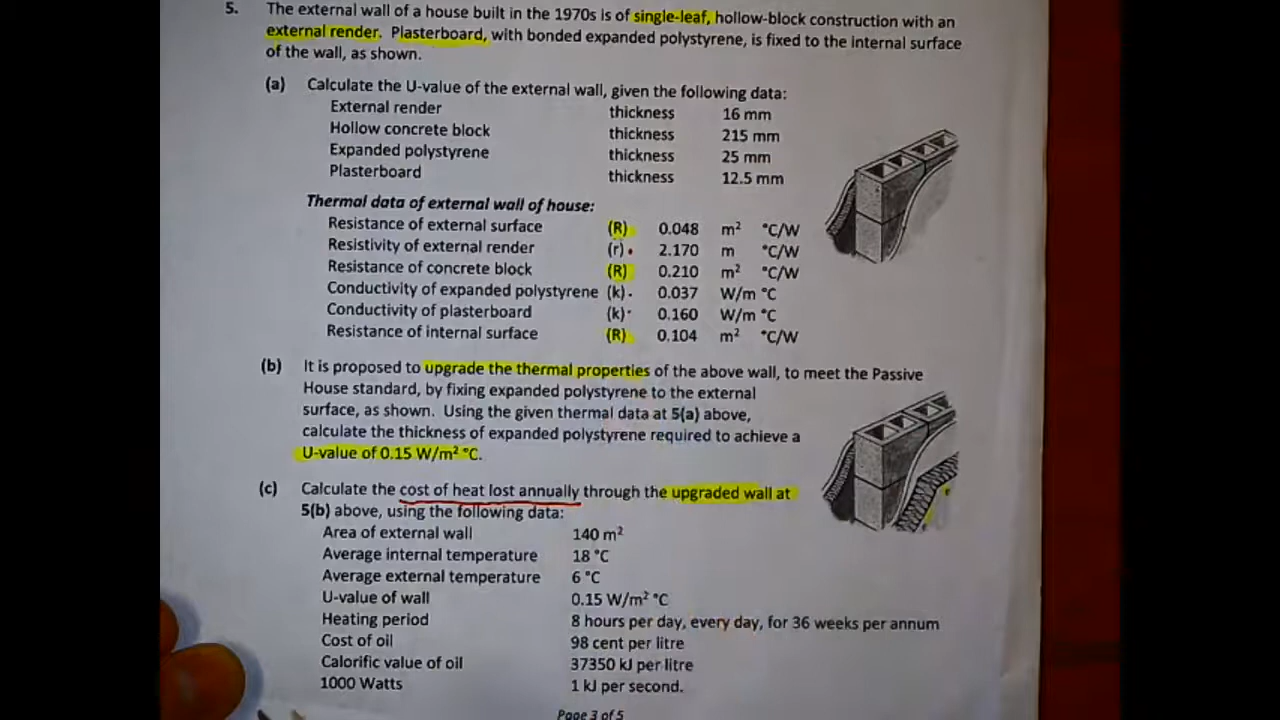 5. The external wall of a house built in the 1970s is of single-leaf, hollow-block construction with an
external render. Plasterboard, with bonded expanded polystyrene, is fixed to the internal surface
of the wall, as shown.
(a) Calculate the U-value of the external wall, given the following data:
External render thickness 16 mm
Hollow concrete block thickness 215 mm
Expanded polystyrene thickness 25 mm
Plasterboard thickness 12.5 mm
Thermal data of external wall of house:
Resistance of external surface (R) 0.048 m² °C/W
Resistivity of external render (r) 2.170 m °C/W
Resistance of concrete block (R) 0.210 m² °C/W
Conductivity of expanded polystyrene (k) 0.037 W/m °C
Conductivity of plasterboard (k) 0.160 W/m °C
Resistance of internal surface (R) 0.104 m² °C/W
(b) It is proposed to upgrade the thermal properties of the above wall, to meet the Passive
House standard, by fixing expanded polystyrene to the external
surface, as shown. Using the given thermal data at 5(a) above,
calculate the thickness of expanded polystyrene required to achieve a
U-value of 0.15 W/m² °C.
(c) Calculate the cost of heat lost annually through the upgraded wall at
5(b) above, using the following data:
Area of external wall 140 m²
Average internal temperature 18 °C
Average external temperature 6 °C
U-value of wall 0.15 W/m² °C
Heating period 8 hours per day, every day, for 36 weeks per annum
Cost of oil 98 cent per litre
Calorific value of oil 37350 kJ per litre
1000 Watts 1 kJ per second.
Page 3 of 5